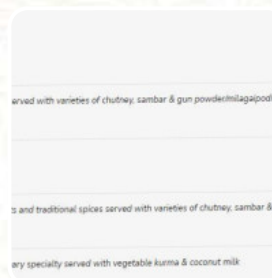 erved with varieties of chutney, sambar & gun powder/milagaipodi
s and traditional spices served with varieties of chutney, sambar &
ary specialty served with vegetable kurma & coconut milk